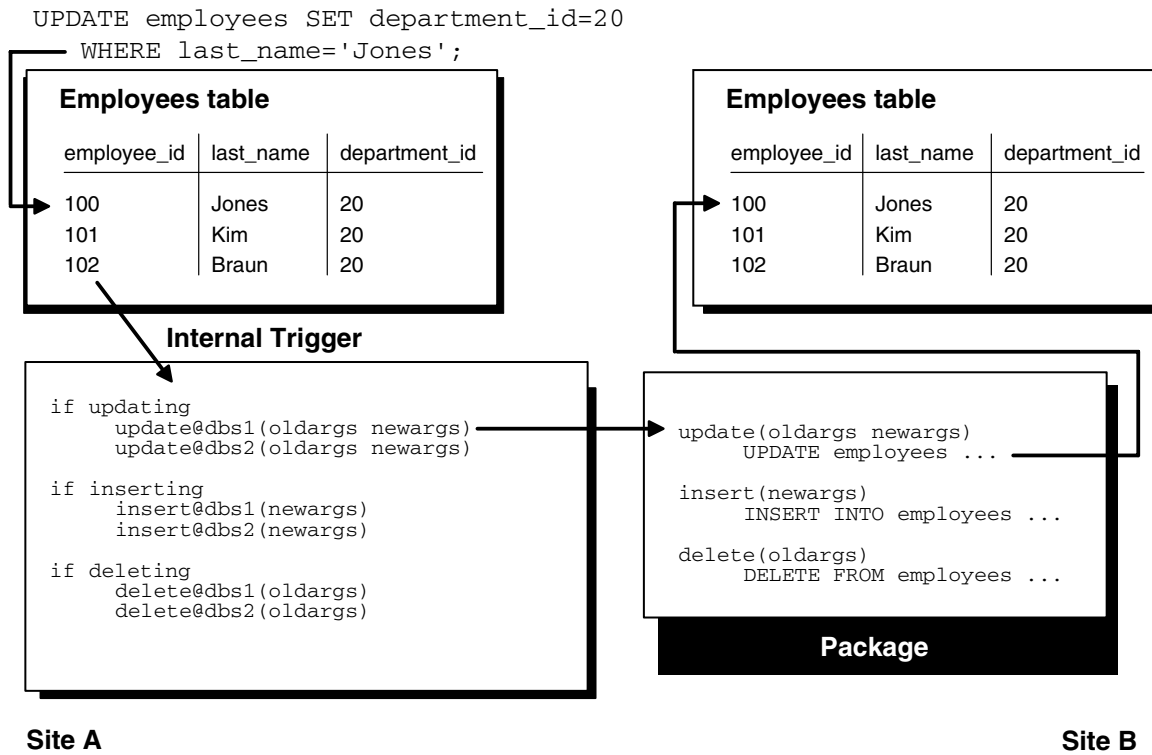 UPDATE employees SET department_id=20
WHERE last_name='Jones';
Employees table
employee_id last_name department_id
100 Jones 20
101 Kim 20
102 Braun 20
Internal Trigger
if updating
update@dbs1(oldargs newargs)
update@dbs2(oldargs newargs)
if inserting
insert@dbs1(newargs)
insert@dbs2(newargs)
if deleting
delete@dbs1(oldargs)
delete@dbs2(oldargs)
Site A
Employees table
employee_id last_name department_id
100 Jones 20
101 Kim 20
102 Braun 20
update(oldargs newargs)
UPDATE employees ...
insert(newargs)
INSERT INTO employees ...
delete(oldargs)
DELETE FROM employees ...
Package
Site B